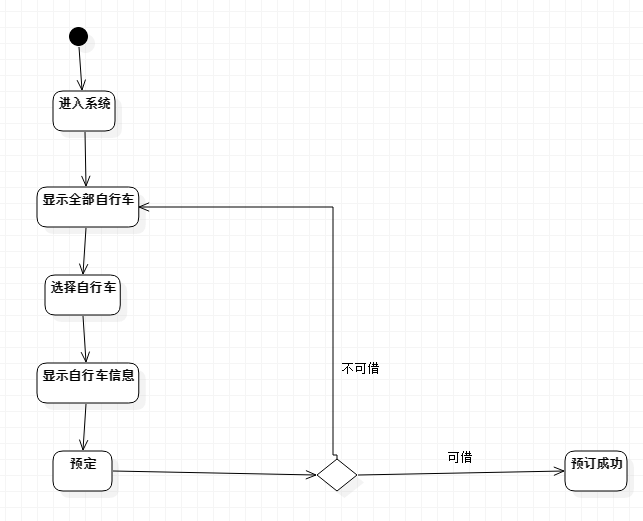 进入系统
显示全部自行车
选择自行车
不可借
显示自行车信息
可借
预定
预订成功